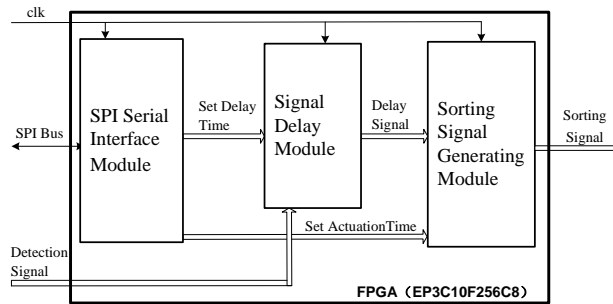 clk
SPI Serial
Interface
Module
Set Delay
Time
Signal
Delay
Module
Delay
Signal
Sorting
Signal
Generating
Module
Sorting
Signal
SPI Bus
Set ActuationTime
Detection
Signal
FPGA（EP3C10F256C8）